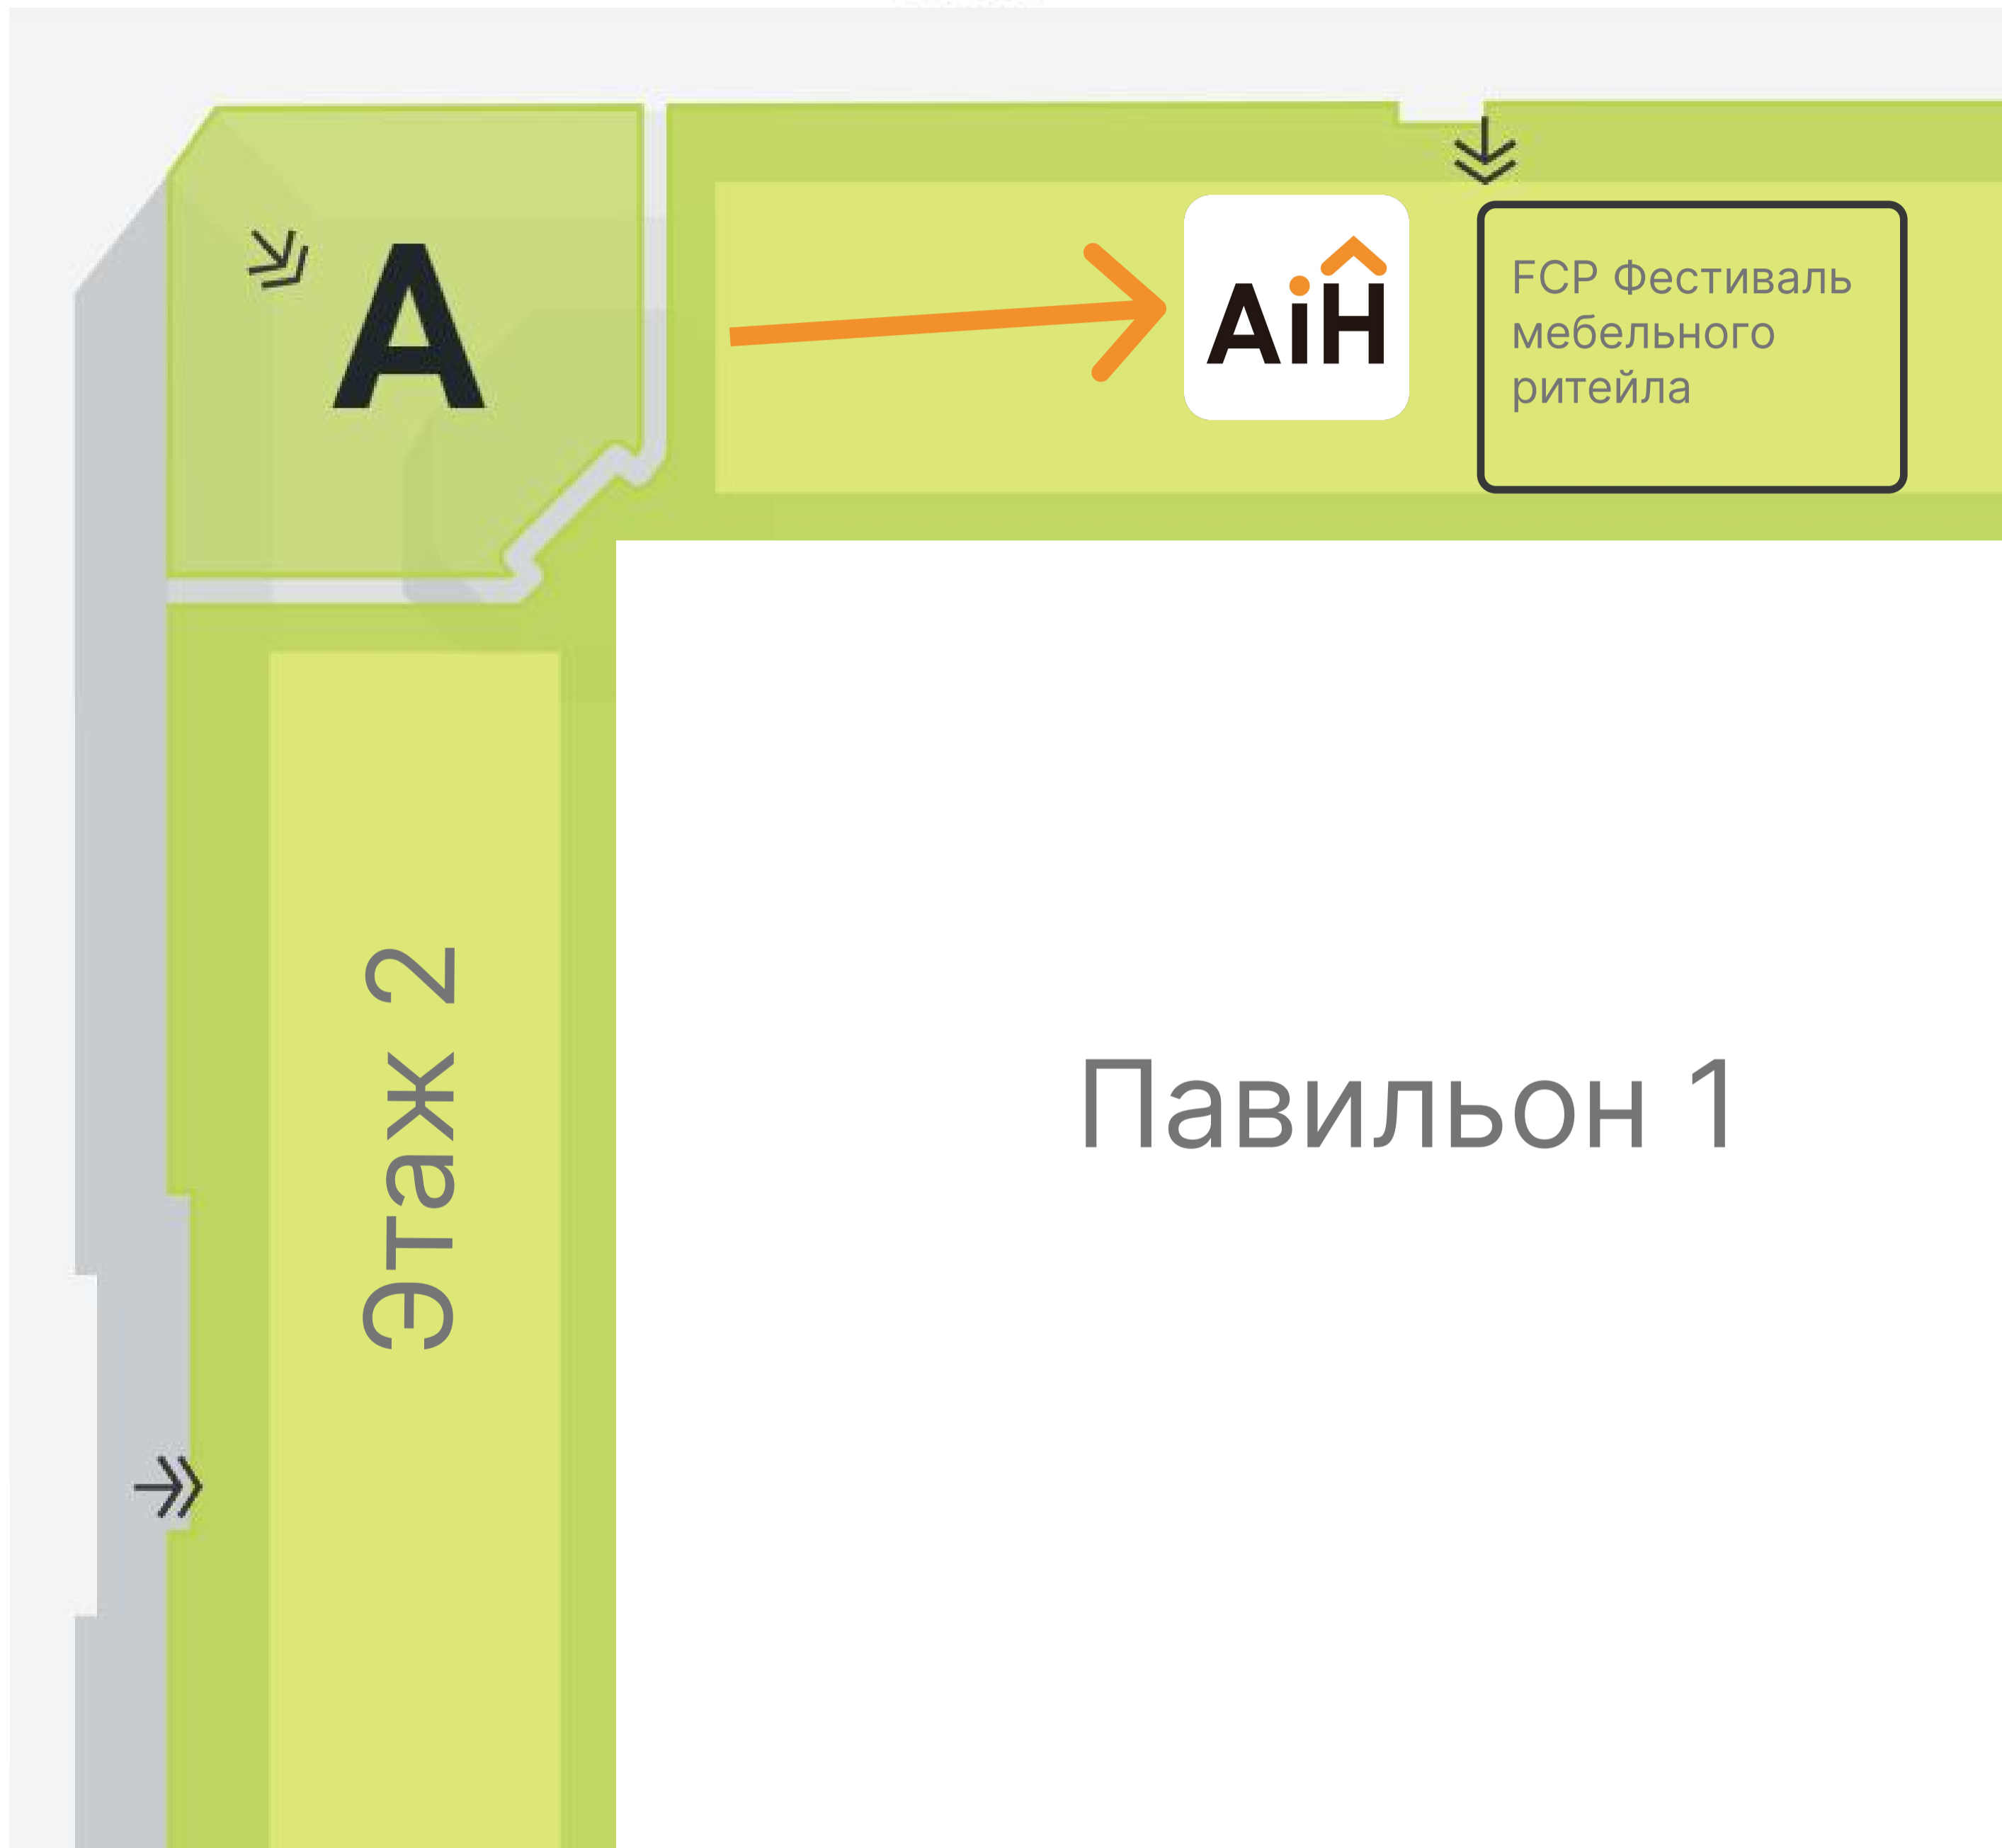 A
AiH
FCP Фестиваль
мебельного
ритейла
Этаж 2
Павильон 1